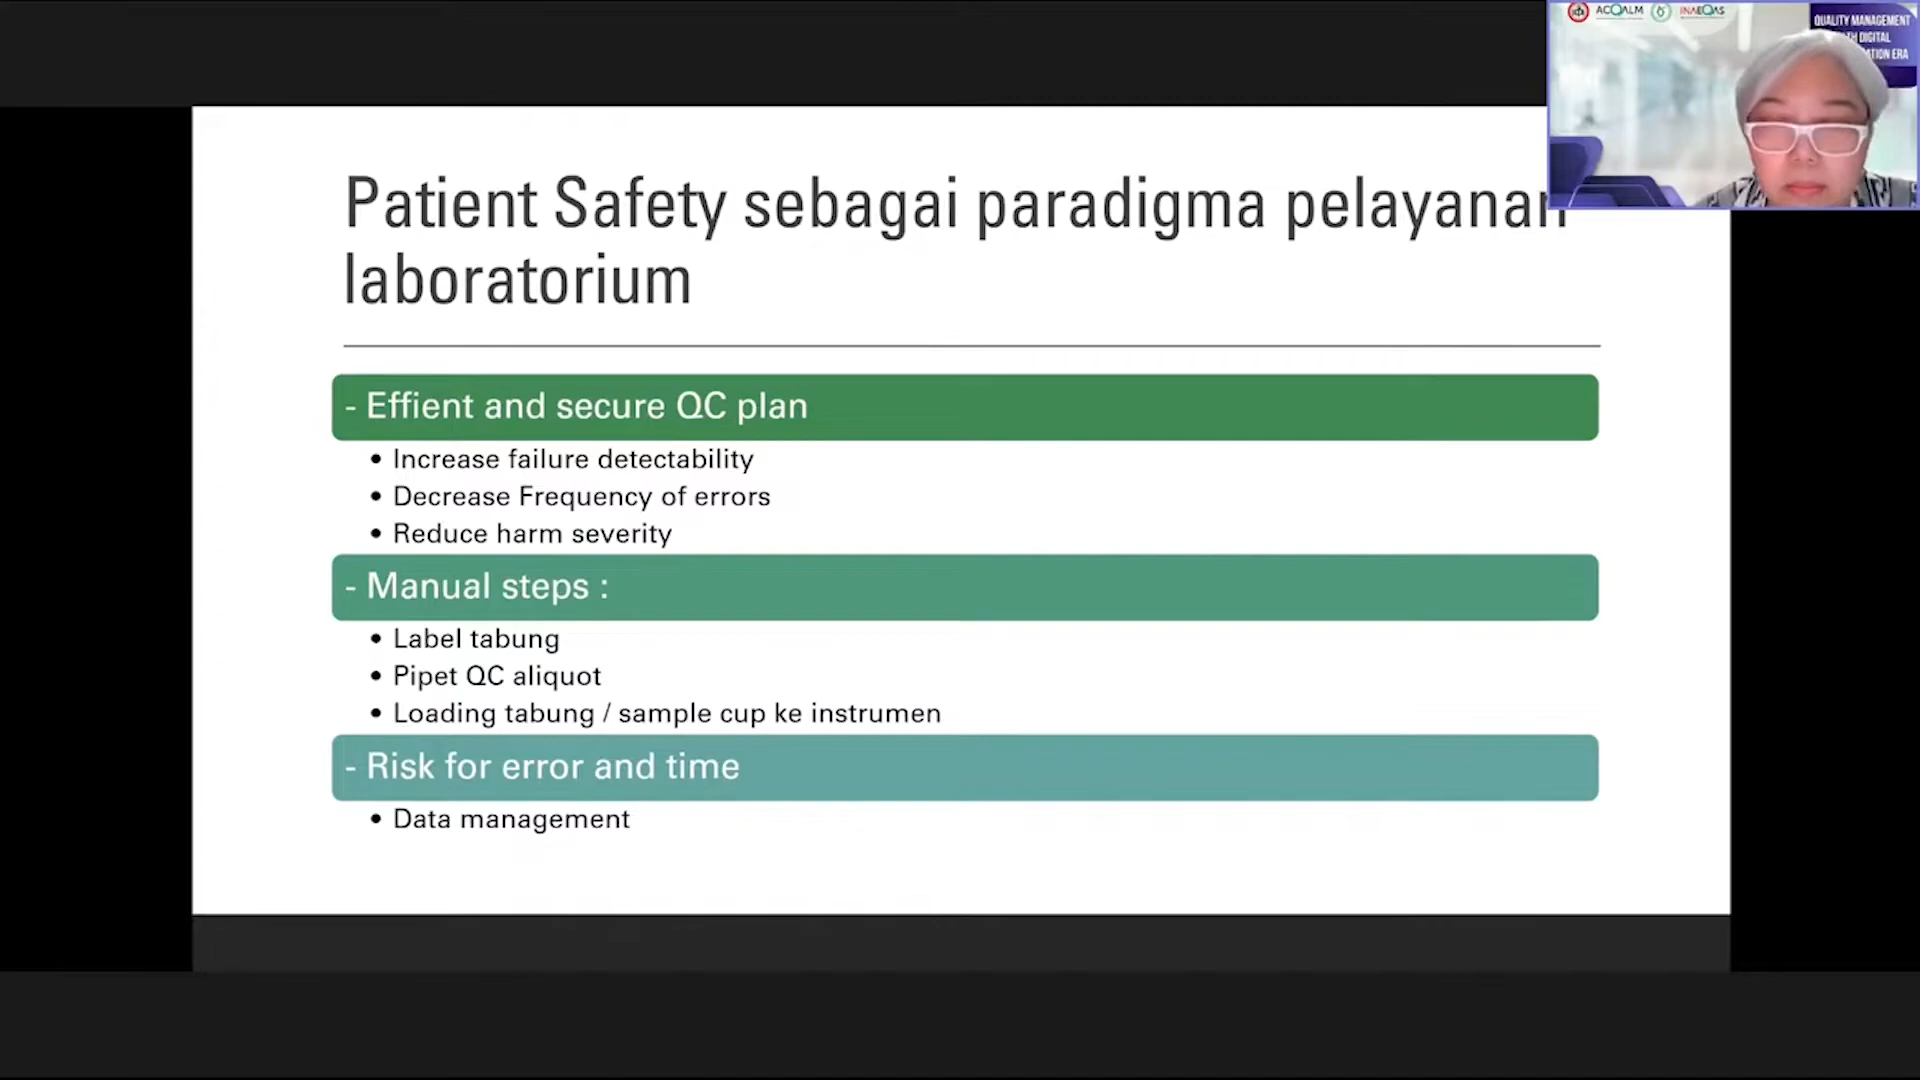 ACQALM INAEQAS
QUALITY MANAGEMENT
DIGITAL
ERA
Patient Safety sebagai paradigma pelayanan
laboratorium
- Effient and secure QC plan
• Increase failure detectability
• Decrease Frequency of errors
• Reduce harm severity
- Manual steps :
• Label tabung
• Pipet QC aliquot
• Loading tabung / sample cup ke instrumen
- Risk for error and time
• Data management